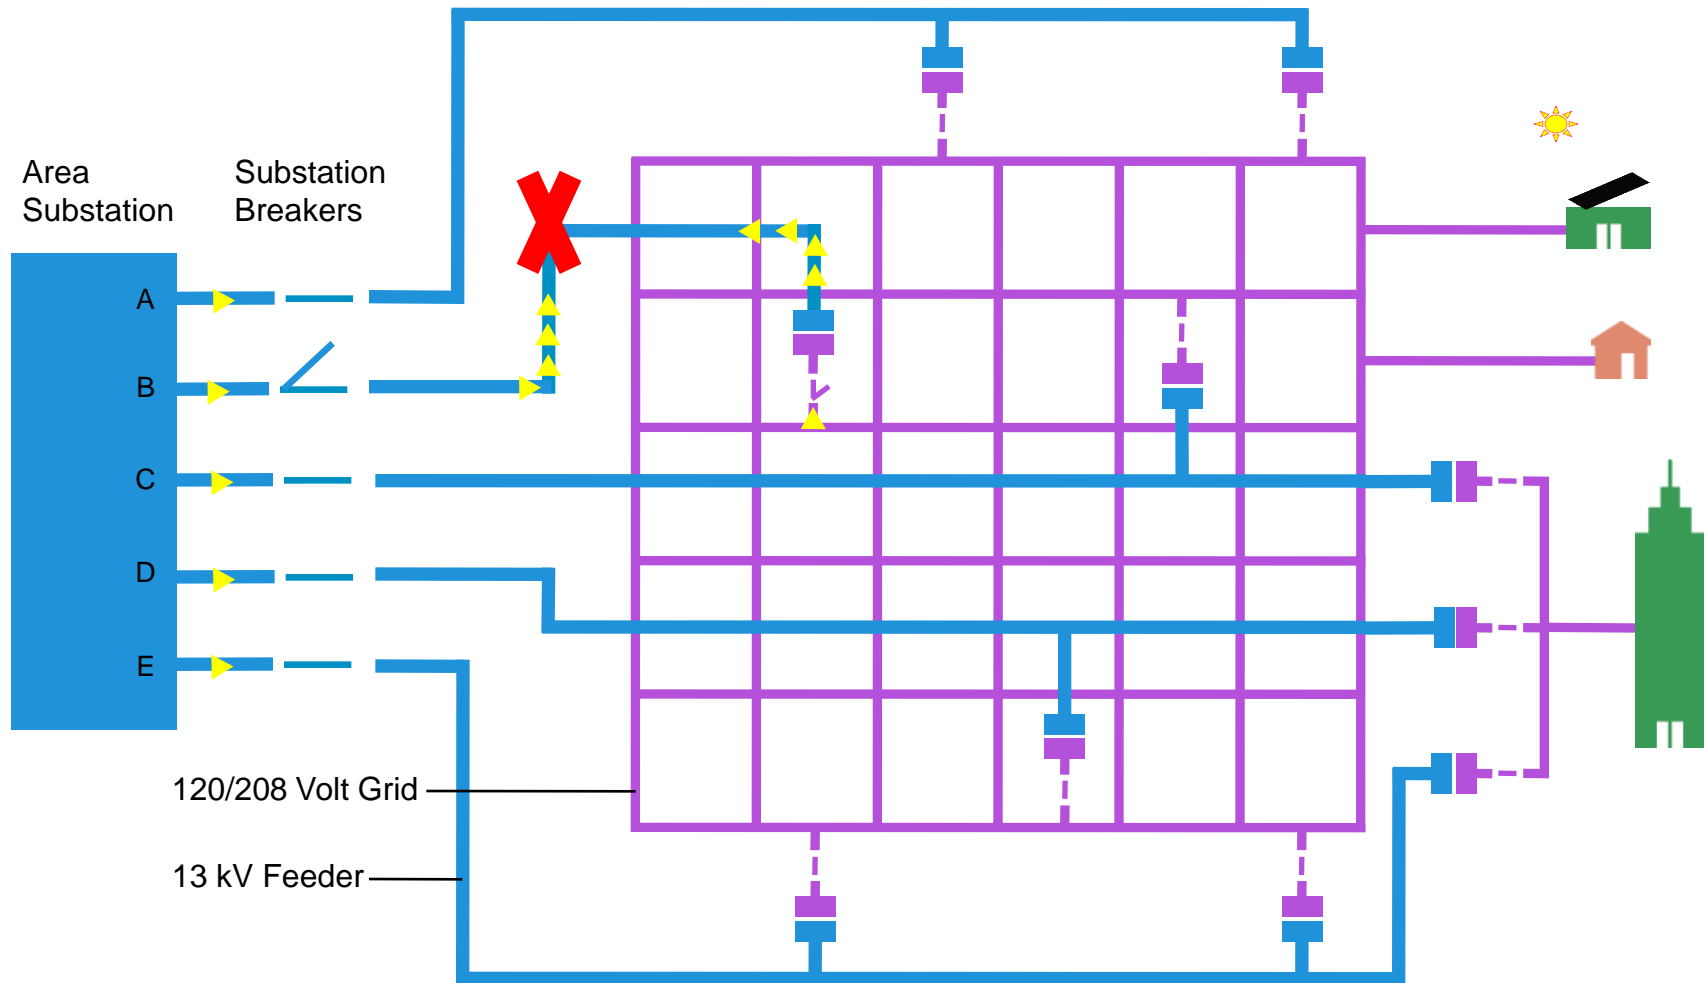 Area
Substation
Substation
Breakers
A
B
C
D
E
120/208 Volt Grid
13 kV Feeder